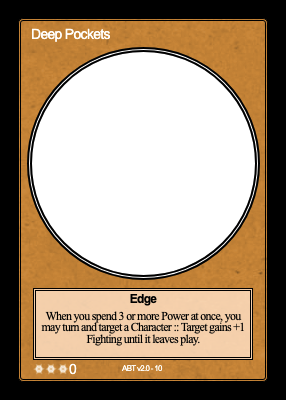 Deep Pockets
Edge
When you spend 3 or more Power at once, you
may turn and target a Character :: Target gains +1
Fighting until it leaves play.
0
ABT v2.0 - 10